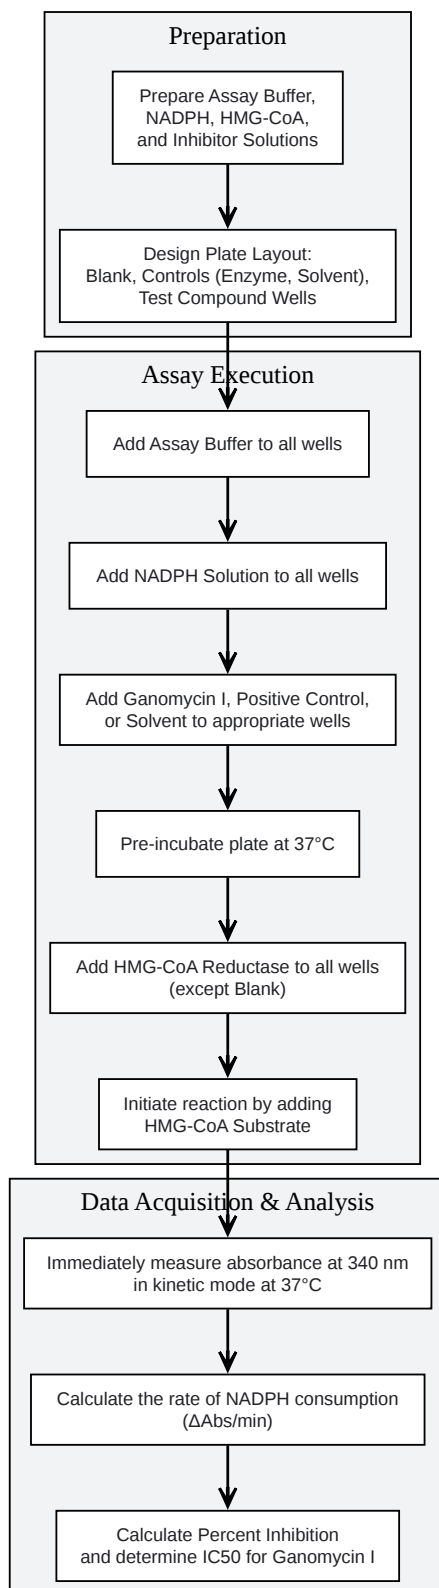 Preparation
Prepare Assay Buffer,
NADPH, HMG-CoA,
and Inhibitor Solutions
Design Plate Layout:
Blank, Controls (Enzyme, Solvent),
Test Compound Wells
Assay Execution
Add Assay Buffer to all wells
Add NADPH Solution to all wells
Add Ganomycin I, Positive Control,
or Solvent to appropriate wells
Pre-incubate plate at 37°C
Add HMG-CoA Reductase to all wells
(except Blank)
Initiate reaction by adding
HMG-CoA Substrate
Data Acquisition & Analysis
Immediately measure absorbance at 340 nm
in kinetic mode at 37°C
Calculate the rate of NADPH consumption
(ΔAbs/min)
Calculate Percent Inhibition
and determine IC50 for Ganomycin I